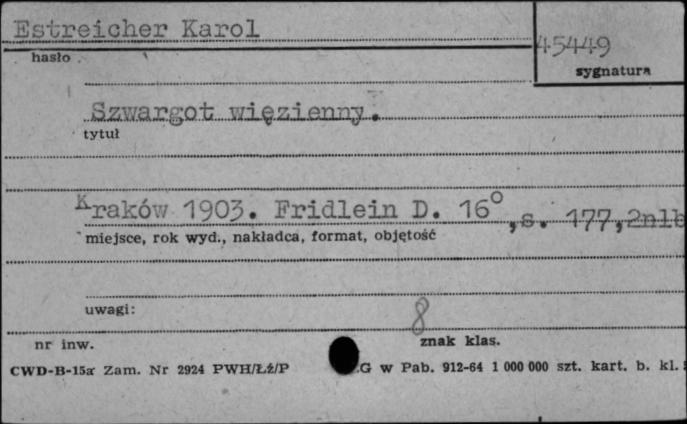 Estreicher Karol
45449
hasło
sygnatura
Szwargot więzienny.
tytuł
Kraków 1903. Fridlein D. 16°, s. 177, 2nlb
miejsce, rok wyd., nakładca, format, objętość
uwagi:
8
nr inw.
znak klas.
CWD-B-15a Zam. Nr 2924 PWH/Łź/P G w Pab. 912-64 1 000 000 szt. kart. b. kl.